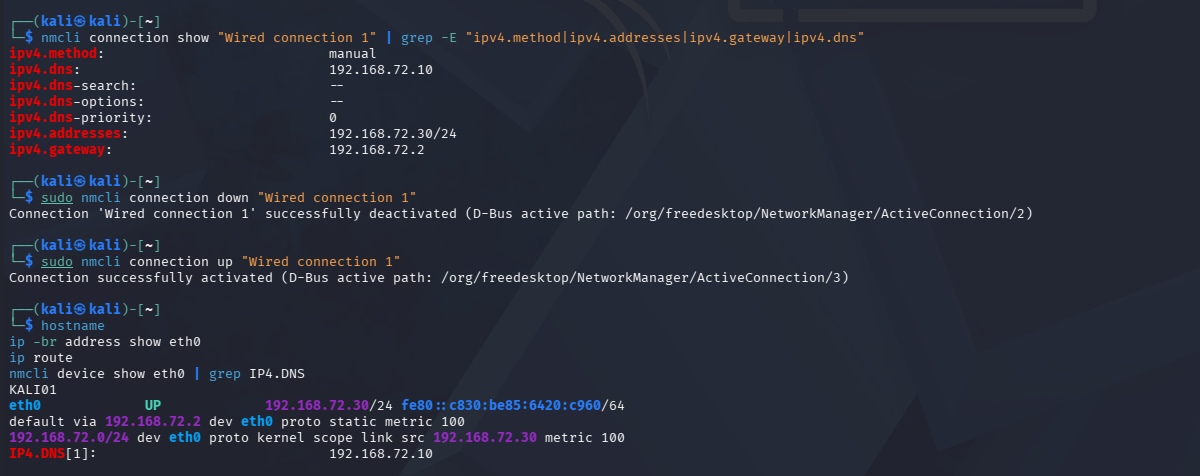 ┌──(kali㉿kali)-[~]
└─$ nmcli connection show "Wired connection 1" | grep -E "ipv4.method|ipv4.addresses|ipv4.gateway|ipv4.dns"
ipv4.method:                            manual
ipv4.dns:                               192.168.72.10
ipv4.dns-search:                        --
ipv4.dns-options:                       --
ipv4.dns-priority:                      0
ipv4.addresses:                         192.168.72.30/24
ipv4.gateway:                           192.168.72.2
┌──(kali㉿kali)-[~]
└─$ sudo nmcli connection down "Wired connection 1"
Connection 'Wired connection 1' successfully deactivated (D-Bus active path: /org/freedesktop/NetworkManager/ActiveConnection/2)
┌──(kali㉿kali)-[~]
└─$ sudo nmcli connection up "Wired connection 1"
Connection successfully activated (D-Bus active path: /org/freedesktop/NetworkManager/ActiveConnection/3)
┌──(kali㉿kali)-[~]
└─$ hostname
ip -br address show eth0
ip route
nmcli device show eth0 | grep IP4.DNS
KALI01
eth0             UP             192.168.72.30/24 fe80::c830:be85:6420:c960/64
default via 192.168.72.2 dev eth0 proto static metric 100
192.168.72.0/24 dev eth0 proto kernel scope link src 192.168.72.30 metric 100
IP4.DNS[1]:                             192.168.72.10